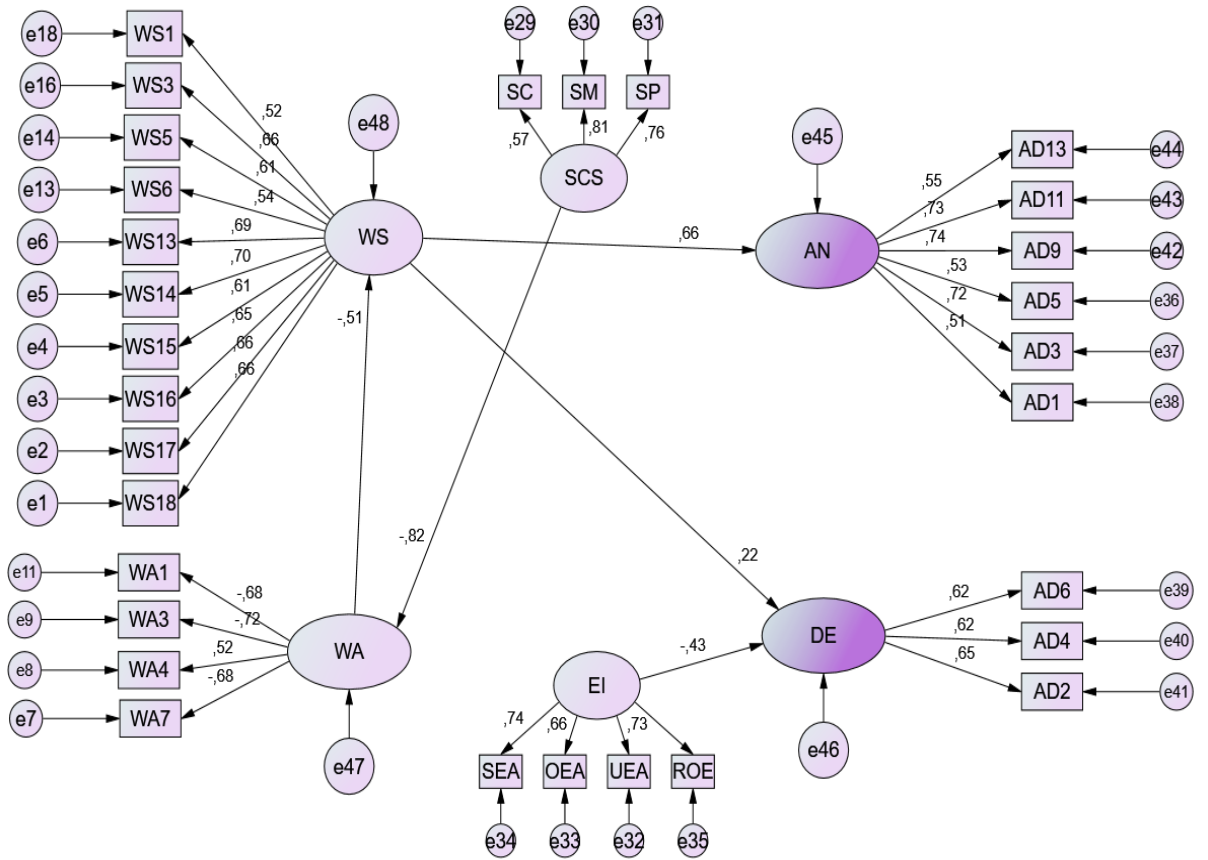 e18 WS1
e16 WS3
e14 WS5
e13 WS6
e6 WS13
e5 WS14
e4 WS15
e3 WS16
e2 WS17
e1 WS18
,52
,66
,61
,54
,69
,70
,61
,65
,66
,66
e48
WS
e29 e30 e31
SC SM SP
,57 ,81 ,76
SCS
e45
,66
AN
,55
,73
,74
,53
,72
,51
AD13 e44
AD11 e43
AD9 e42
AD5 e36
AD3 e37
AD1 e38
-,51
-,82
,22
e11 WA1
e9 WA3
e8 WA4
e7 WA7
-,68
-,72
,52
-,68
WA
e47
EI
-,43
,74 ,66 ,73
SEA OEA UEA ROE
e34 e33 e32 e35
DE
e46
,62
,62
,65
AD6 e39
AD4 e40
AD2 e41